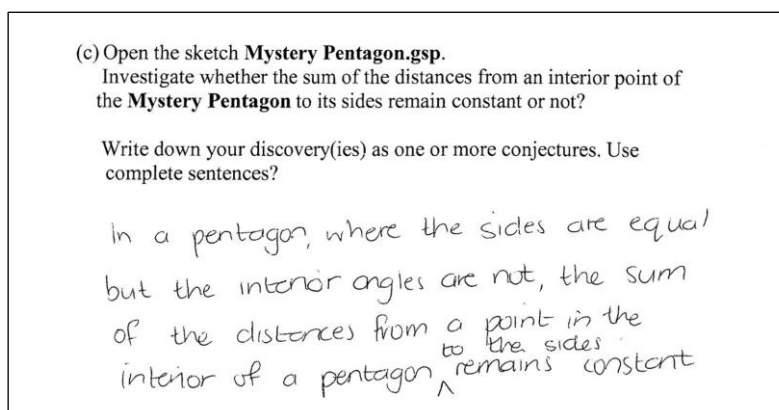 (c) Open the sketch Mystery Pentagon.gsp.
Investigate whether the sum of the distances from an interior point of
the Mystery Pentagon to its sides remain constant or not?
Write down your discovery(ies) as one or more conjectures. Use
complete sentences?
In a pentagon, where the sides are equal
but the interior angles are not, the sum
of the distances from a point in the
interior of a pentagon ^ to the sides remains constant